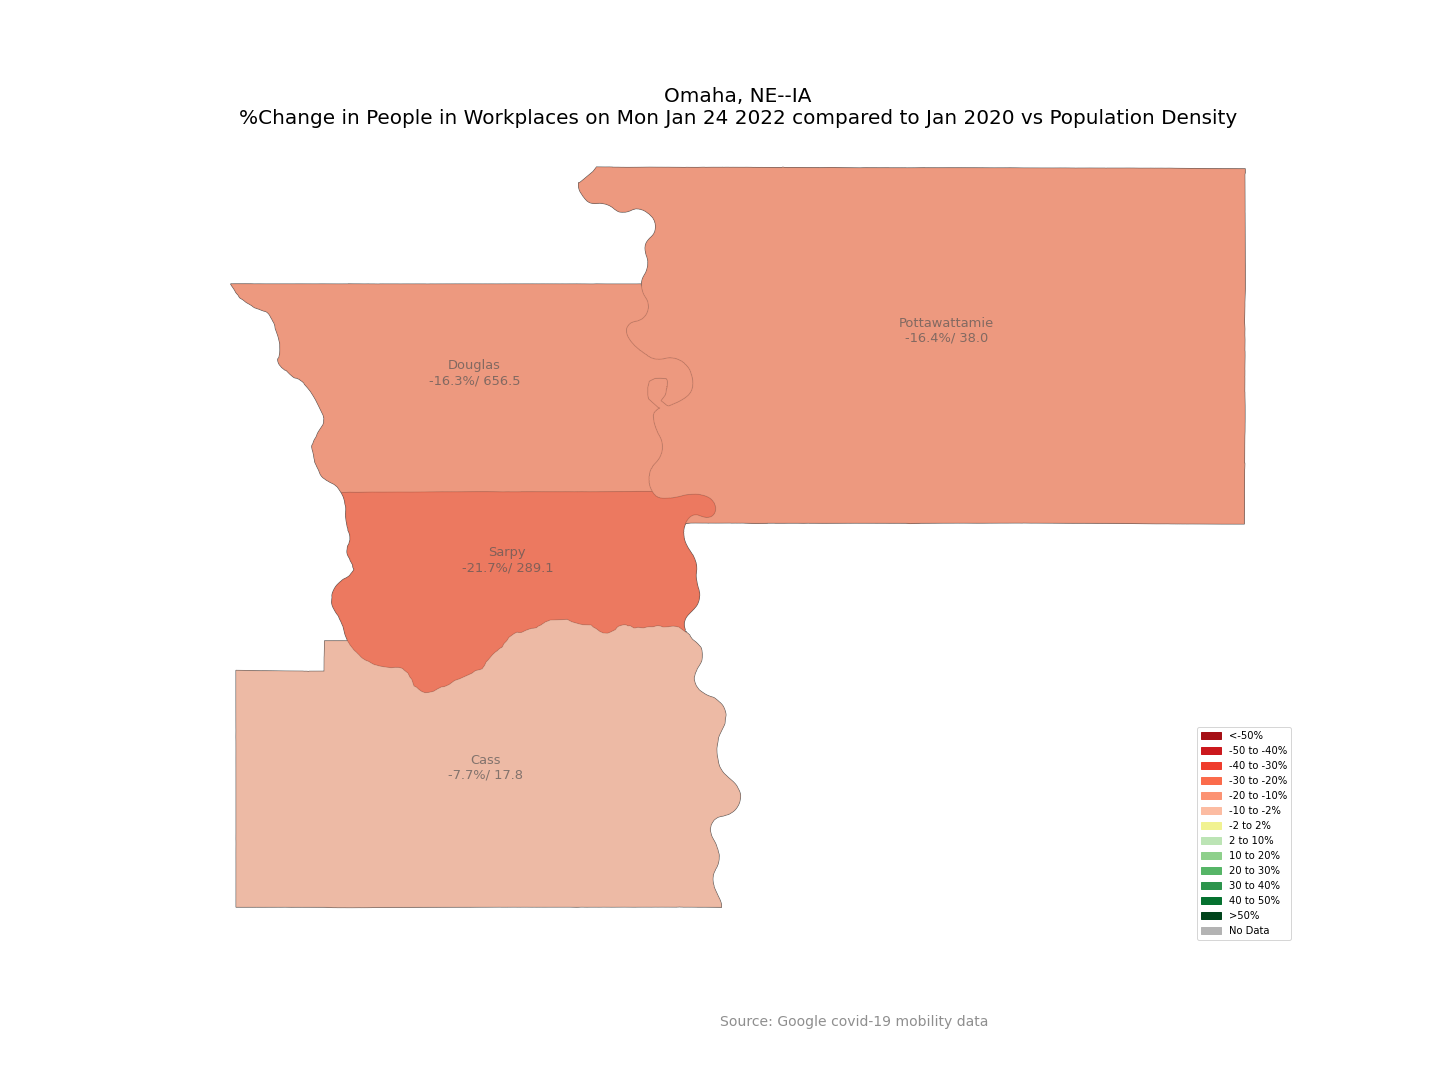 Omaha, NE--IA
%Change in People in Workplaces on Mon Jan 24 2022 compared to Jan 2020 vs Population Density
Pottawattamie
-16.4%/ 38.0
Douglas
-16.3%/ 656.5
Sarpy
-21.7%/ 289.1
Cass
-7.7%/ 17.8
<-50%
-50 to -40%
-40 to -30%
-30 to -20%
-20 to -10%
-10 to -2%
-2 to 2%
2 to 10%
10 to 20%
20 to 30%
30 to 40%
40 to 50%
>50%
No Data
Source: Google covid-19 mobility data